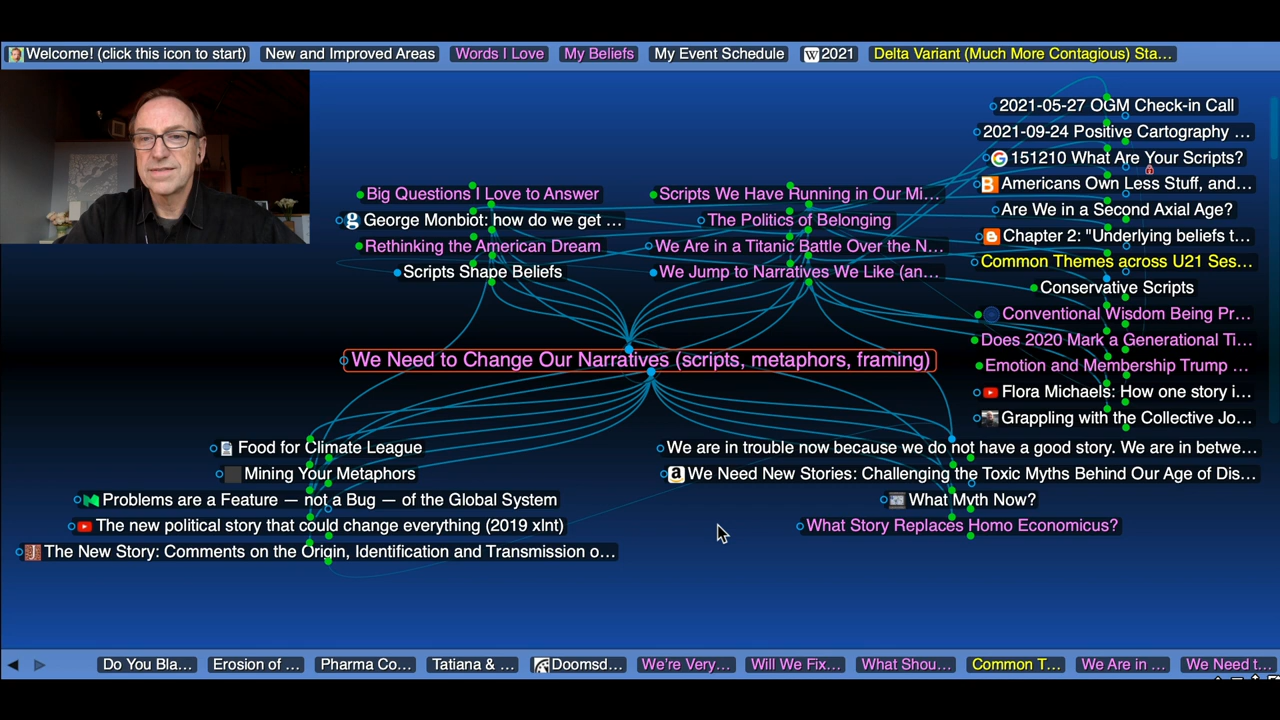 Welcome! (click this icon to start)
New and Improved Areas
Words I Love
My Beliefs
My Event Schedule
W 2021
Delta Variant (Much More Contagious) Sta...
Big Questions I Love to Answer
George Monbiot: how do we get ...
Rethinking the American Dream
Scripts Shape Beliefs
Scripts We Have Running in Our Mi...
The Politics of Belonging
We Are in a Titanic Battle Over the N...
We Jump to Narratives We Like (an...
2021-05-27 OGM Check-in Call
2021-09-24 Positive Cartography ...
151210 What Are Your Scripts?
Americans Own Less Stuff, and...
Are We in a Second Axial Age?
Chapter 2: "Underlying beliefs t...
Common Themes across U21 Ses...
Conservative Scripts
Conventional Wisdom Being Pr...
Does 2020 Mark a Generational Ti...
Emotion and Membership Trump ...
Flora Michaels: How one story i...
Grappling with the Collective Jo...
We Need to Change Our Narratives (scripts, metaphors, framing)
Food for Climate League
Mining Your Metaphors
Problems are a Feature — not a Bug — of the Global System
The new political story that could change everything (2019 xlnt)
The New Story: Comments on the Origin, Identification and Transmission o...
We are in trouble now because we do not have a good story. We are in betwe...
We Need New Stories: Challenging the Toxic Myths Behind Our Age of Dis...
What Myth Now?
What Story Replaces Homo Economicus?
Do You Bla...
Erosion of ...
Pharma Co...
Tatiana & ...
Doomsd...
We're Very...
Will We Fix...
What Shou...
Common T...
We Are in ...
We Need t...